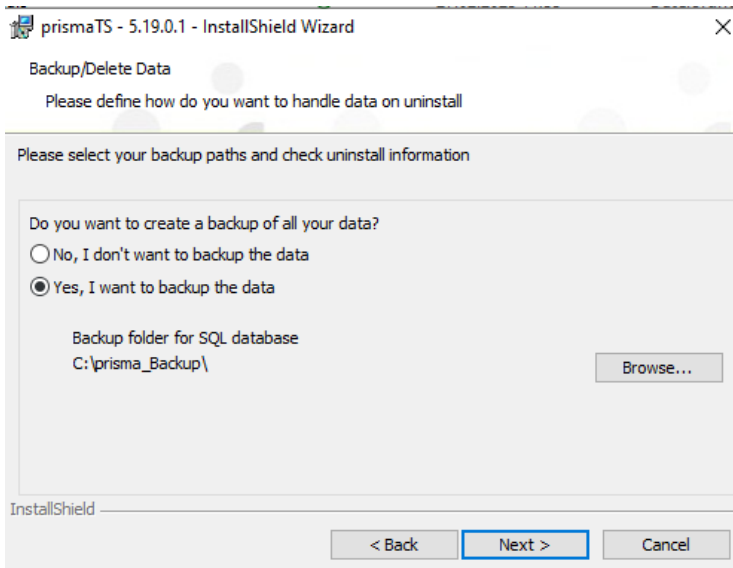 prismaTS - 5.19.0.1 - InstallShield Wizard
Backup/Delete Data
Please define how do you want to handle data on uninstall
Please select your backup paths and check uninstall information
Do you want to create a backup of all your data?
No, I don't want to backup the data
Yes, I want to backup the data
Backup folder for SQL database
C:\prisma_Backup\
Browse...
InstallShield
< Back Next > Cancel